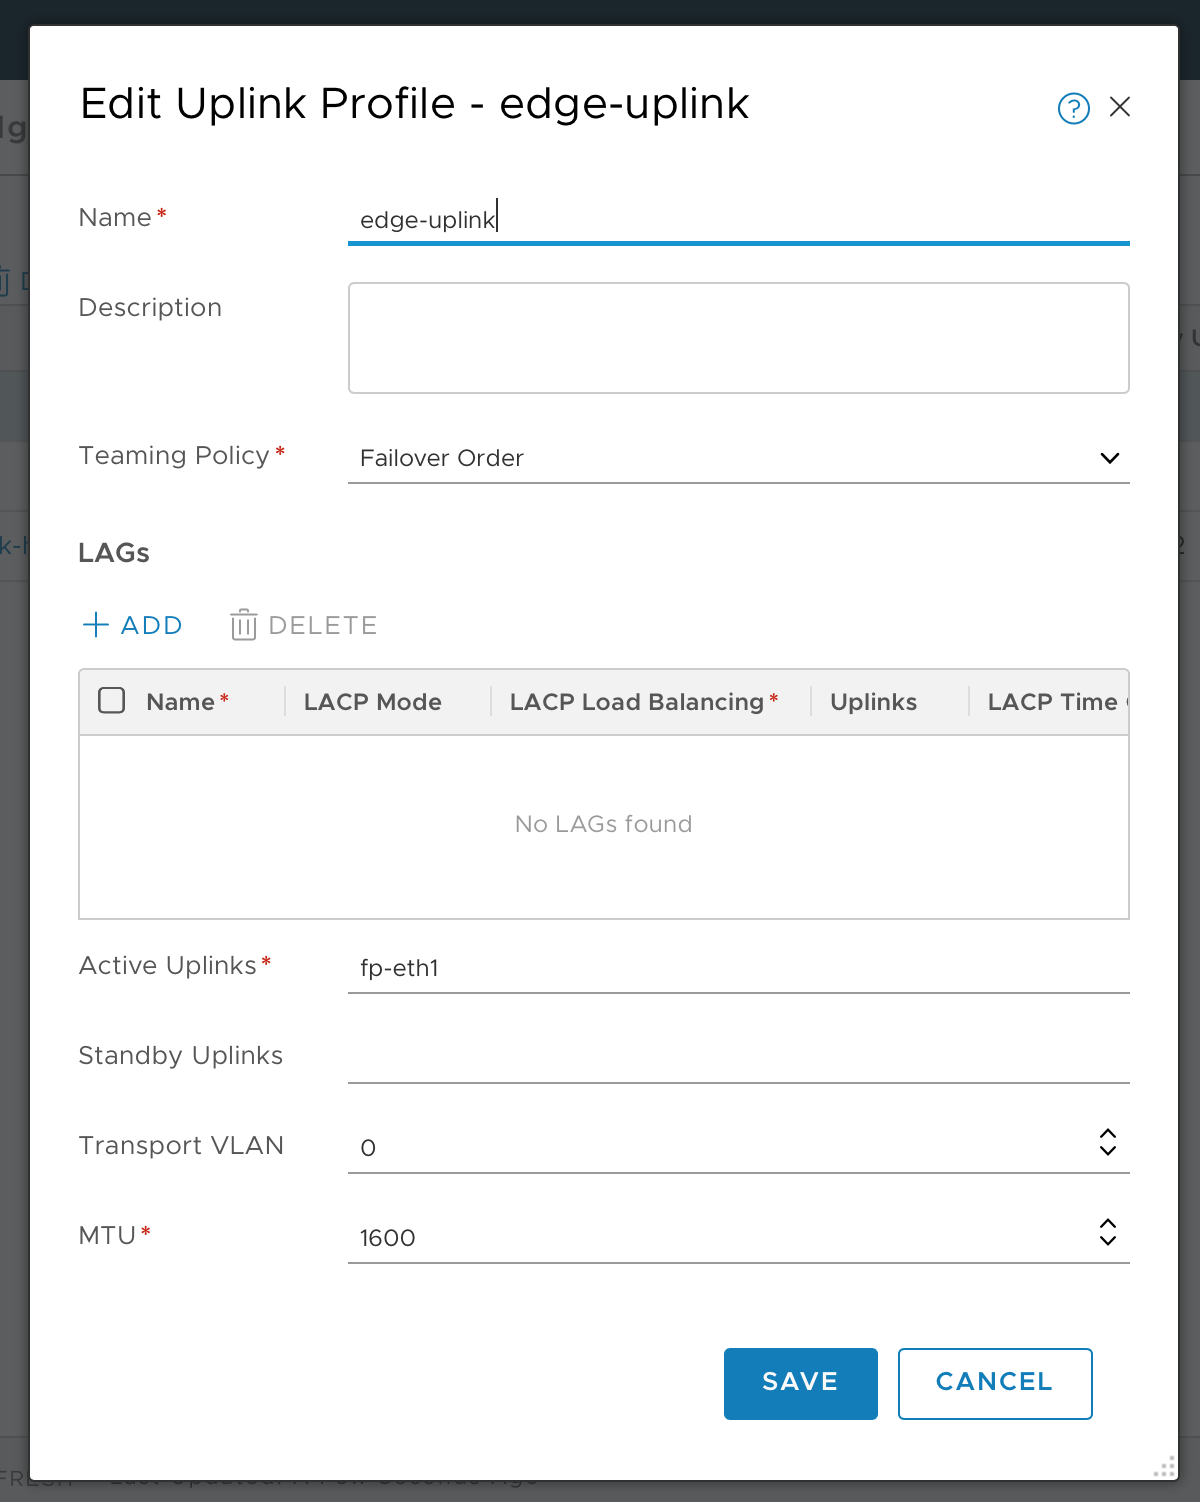 Edit Uplink Profile - edge-uplink
?
Name*
edge-uplink
Description
Teaming Policy*
Failover Order
LAGs
ADD DELETE
Name* LACP Mode LACP Load Balancing* Uplinks LACP Time
No LAGs found
Active Uplinks*
fp-eth1
Standby Uplinks
Transport VLAN
0
MTU*
1600
SAVE CANCEL